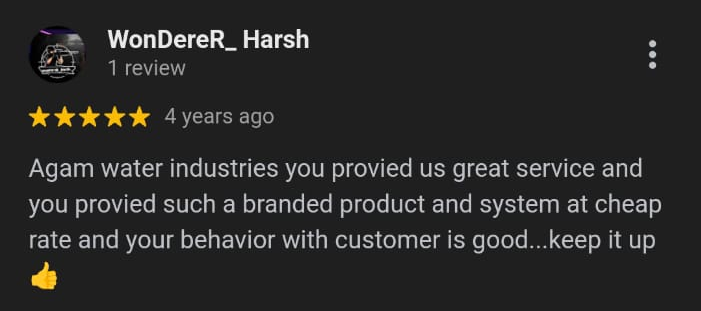 WonDereR_ Harsh
1 review
4 years ago
Agam water industries you provied us great service and
you provied such a branded product and system at cheap
rate and your behavior with customer is good...keep it up
👍